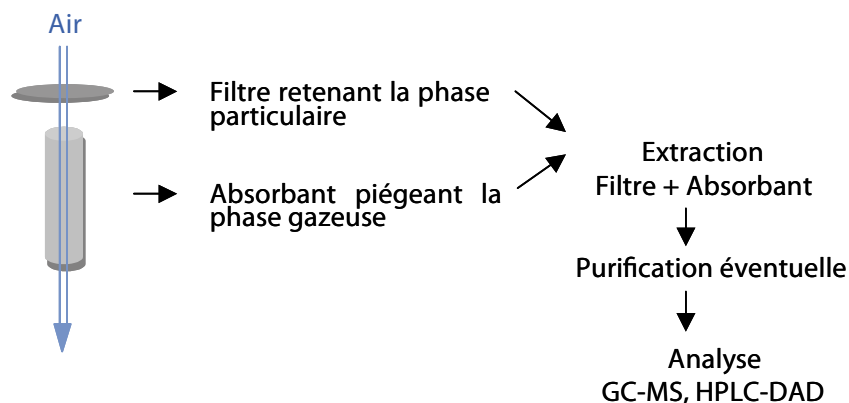 Air
Filtre retenant la phase
particulaire
Absorbant piégeant la
phase gazeuse
Extraction
Filtre + Absorbant
Purification éventuelle
Analyse
GC-MS, HPLC-DAD